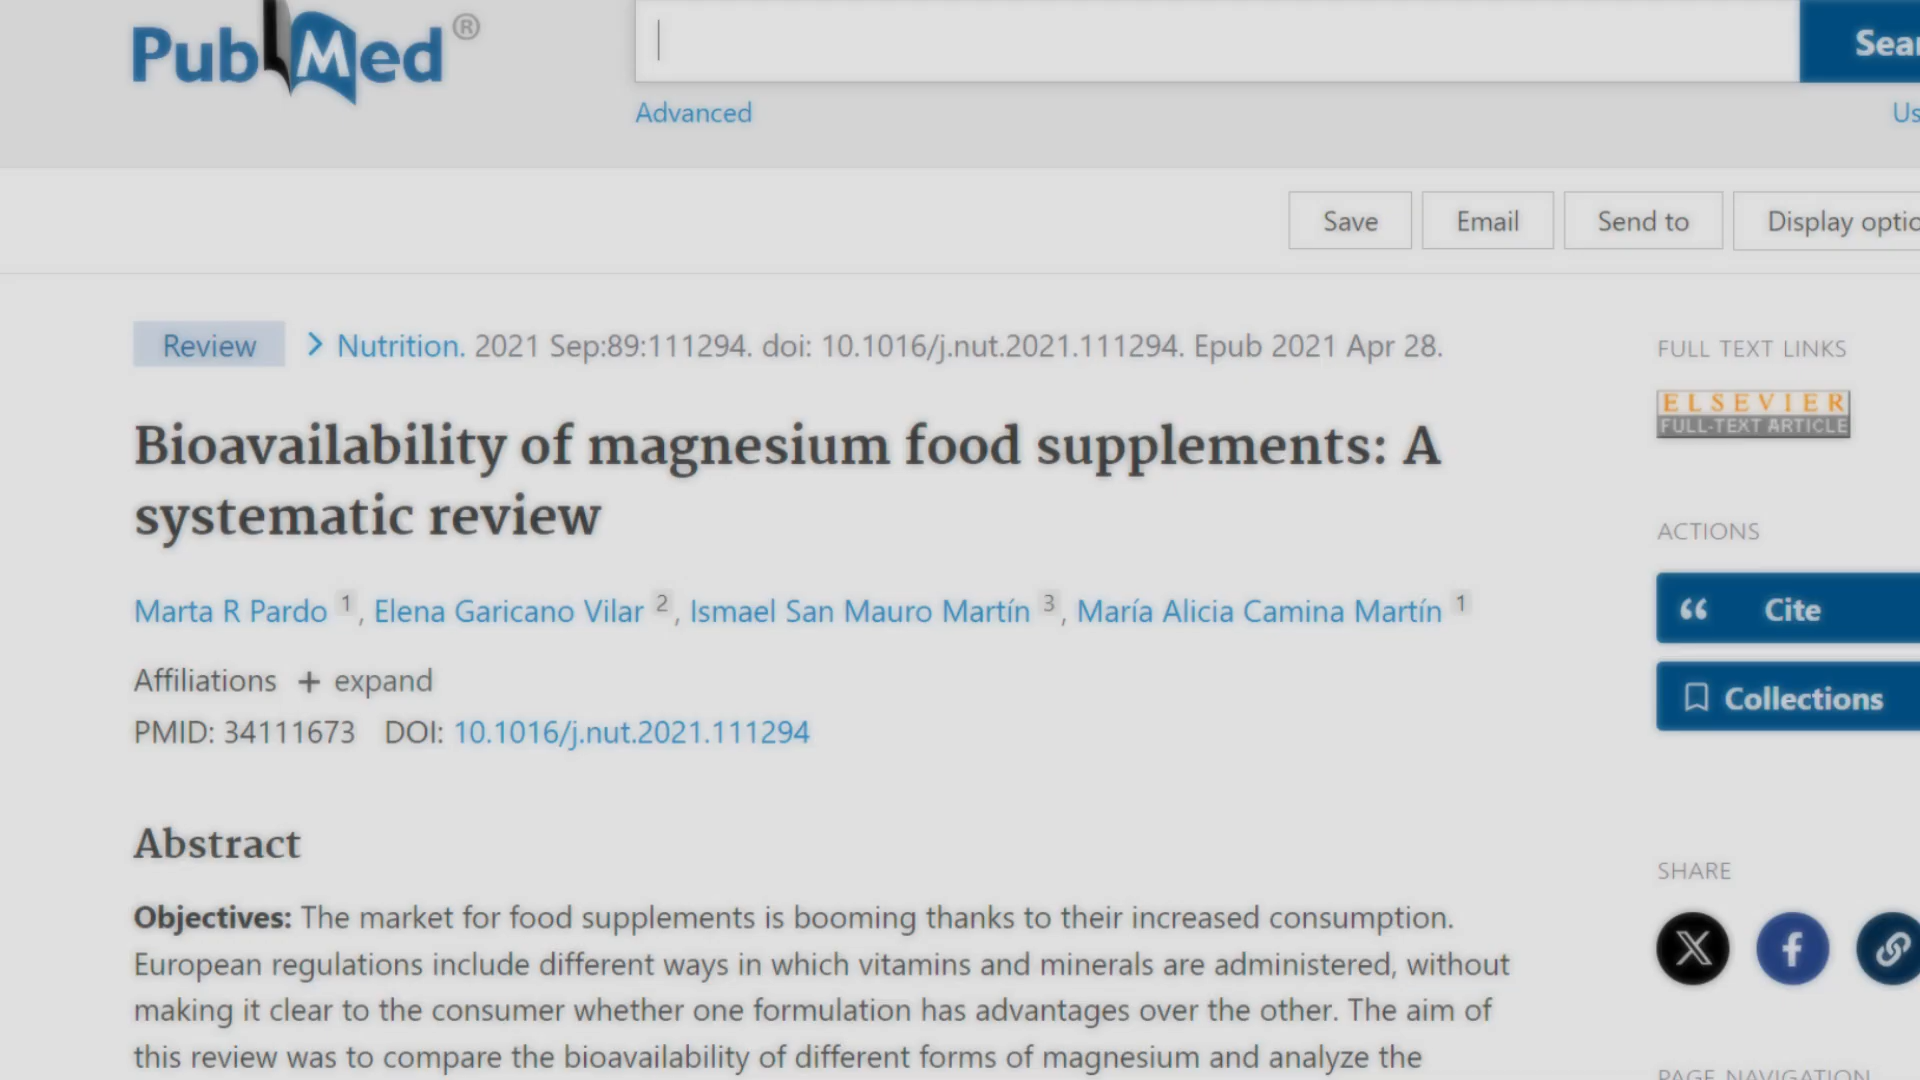 PubMed®
Advanced
Save
Email
Send to
Display
Review
Nutrition. 2021 Sep:89:111294. doi: 10.1016/j.nut.2021.111294. Epub 2021 Apr 28.
Bioavailability of magnesium food supplements: A
systematic review
Marta R Pardo 1, Elena Garicano Vilar 2, Ismael San Mauro Martín 3, María Alicia Camina Martín 1
Affiliations + expand
PMID: 34111673 DOI: 10.1016/j.nut.2021.111294
Abstract
Objectives: The market for food supplements is booming thanks to their increased consumption.
European regulations include different ways in which vitamins and minerals are administered, without
making it clear to the consumer whether one formulation has advantages over the other. The aim of
this review was to compare the bioavailability of different forms of magnesium and analyze the
FULL TEXT LINKS
ELSEVIER
FULL-TEXT ARTICLE
ACTIONS
Cite
Collections
SHARE
PAGE NAVIGATION